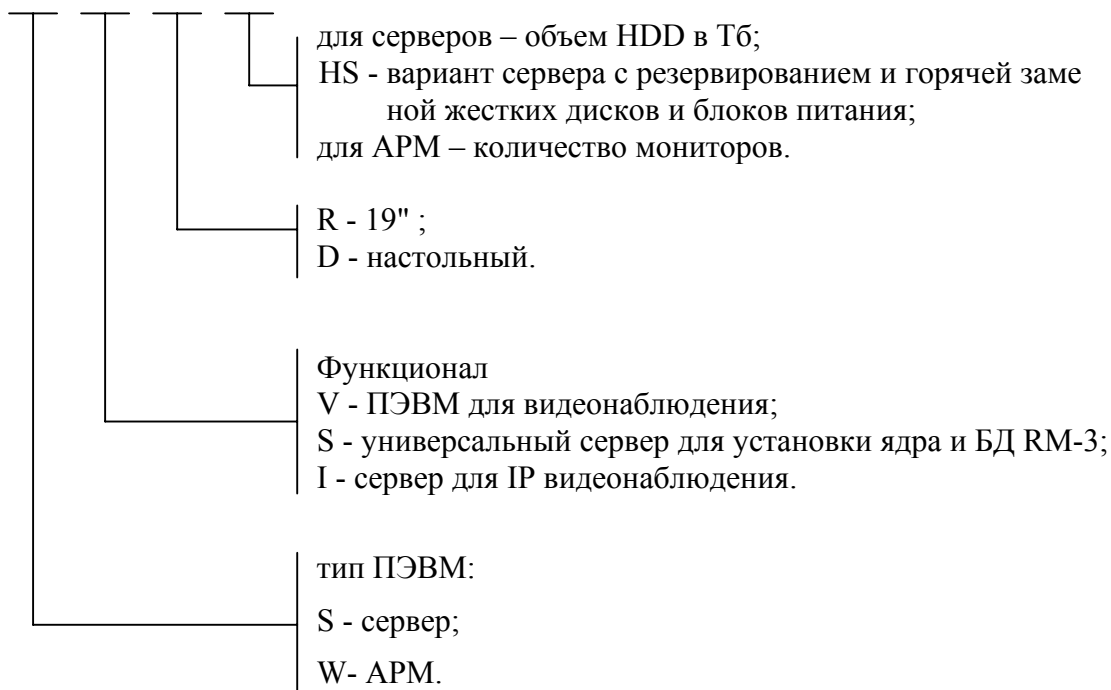 для серверов – объем HDD в Тб;
HS - вариант сервера с резервированием и горячей заме
ной жестких дисков и блоков питания;
для АРМ – количество мониторов.
R - 19" ;
D - настольный.
Функционал
V - ПЭВМ для видеонаблюдения;
S - универсальный сервер для установки ядра и БД RM-3;
I - сервер для IP видеонаблюдения.
тип ПЭВМ:
S - сервер;
W- АРМ.